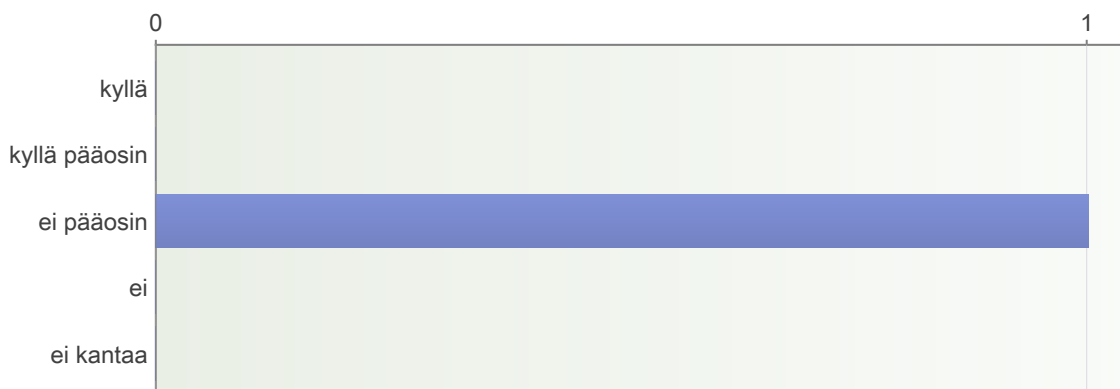 0 1
kyllä
kyllä pääosin
ei pääosin
ei
ei kantaa